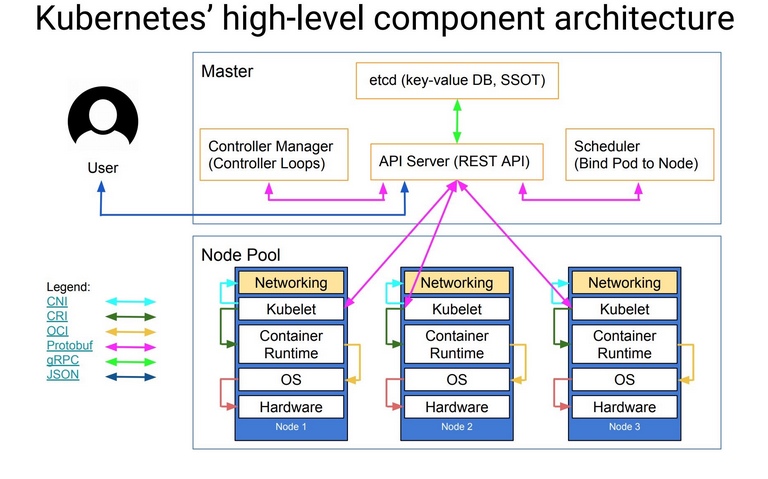 Kubernetes’ high-level component architecture
Master
etcd (key-value DB, SSOT)
Controller Manager
(Controller Loops)
API Server (REST API)
Scheduler
(Bind Pod to Node)
User
Node Pool
Legend:
CNI
CRI
OCI
Protobuf
gRPC
JSON
Networking
Kubelet
Container
Runtime
OS
Hardware
Node 1
Networking
Kubelet
Container
Runtime
OS
Hardware
Node 2
Networking
Kubelet
Container
Runtime
OS
Hardware
Node 3